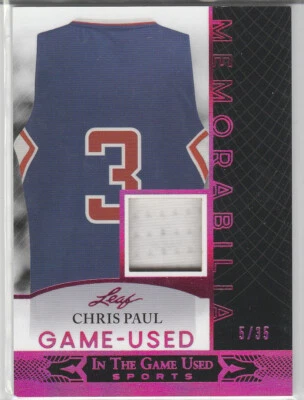 MEMORABILIA
3
Leaf
CHRIS PAUL
GAME-USED
5/35
IN THE GAME USED
SPORTS